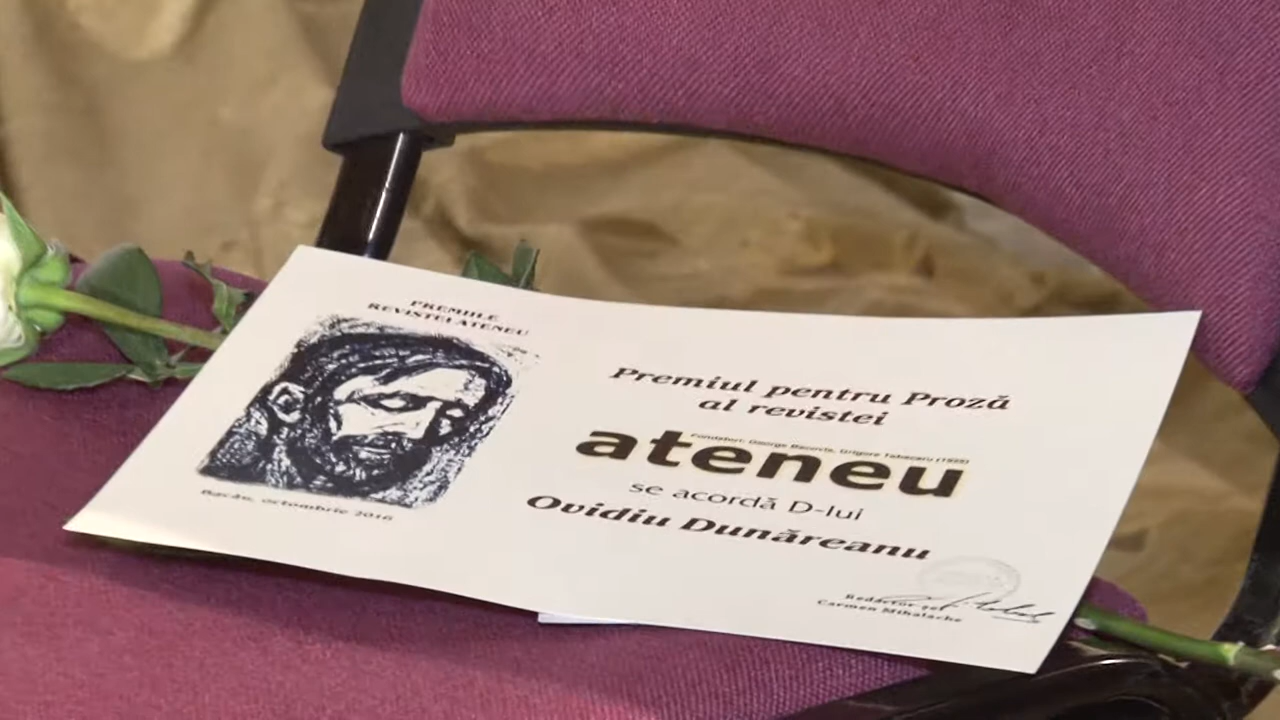 PREMIILE
REVISTEI ATENEU
Bacău, octombrie 2016
Premiul pentru Proză
al revistei
Fondatori: George Bacovia, Grigore Tabacaru (1925)
ateneu
se acordă D-lui
Ovidiu Dunăreanu
Redactor șef
Carmen Mihalache